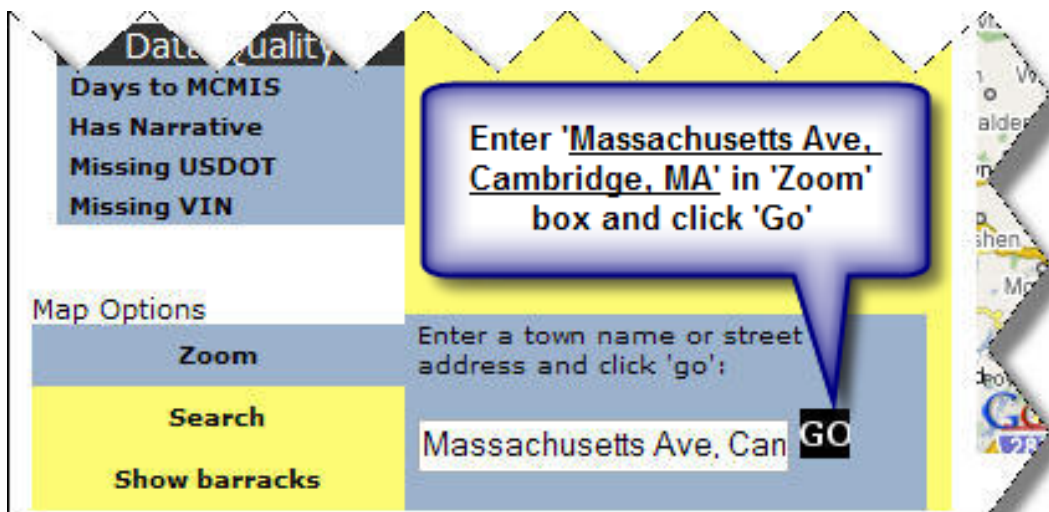 Days to MCMIS
Has Narrative
Missing USDOT
Missing VIN
Enter 'Massachusetts Ave,
Cambridge, MA' in 'Zoom'
box and click 'Go'
Map Options
Zoom
Search
Show barracks
Enter a town name or street
address and click 'go':
Massachusetts Ave, Can
GO
28